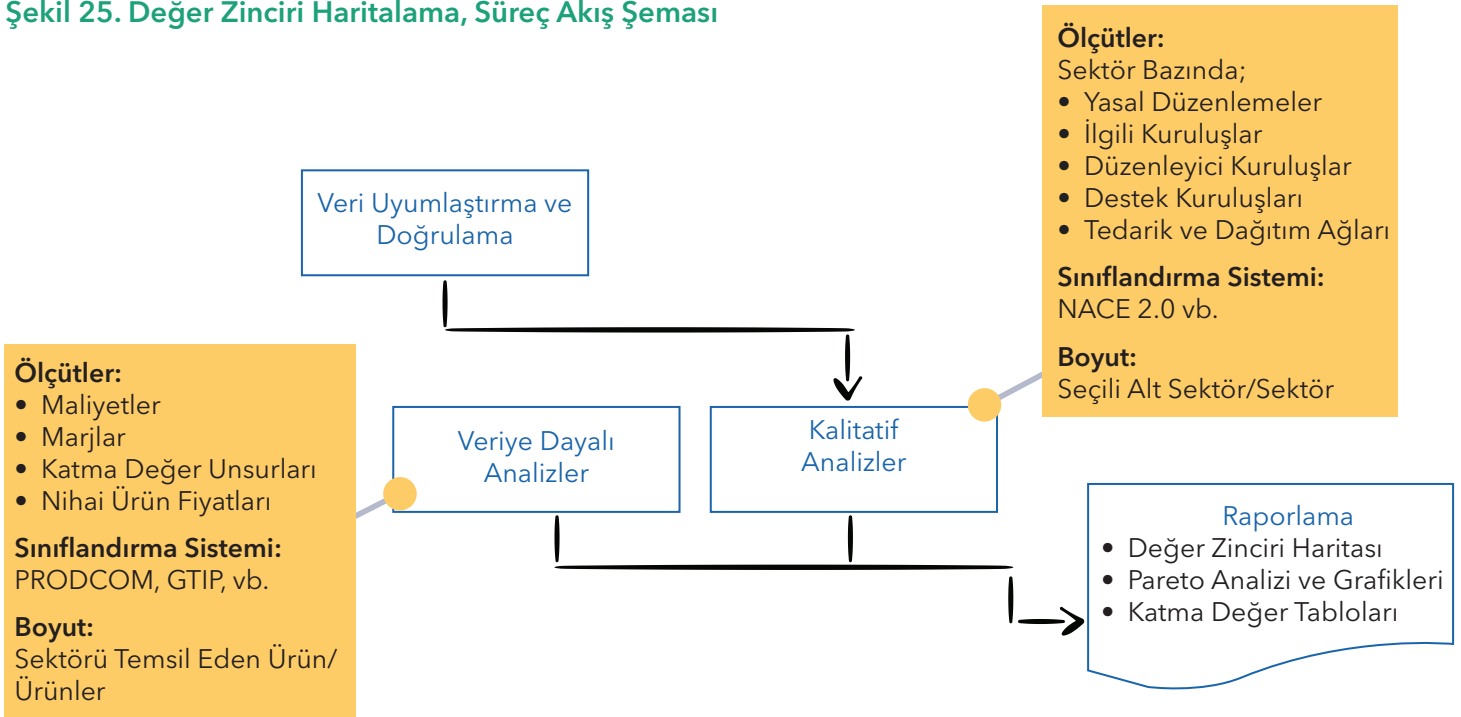 Şekil 25. Değer Zinciri Haritalama, Süreç Akış Şeması
Ölçütler:
Sektör Bazında;
• Yasal Düzenlemeler
• İlgili Kuruluşlar
• Düzenleyici Kuruluşlar
• Destek Kuruluşları
• Tedarik ve Dağıtım Ağları
Sınıflandırma Sistemi:
NACE 2.0 vb.
Boyut:
Seçili Alt Sektör/Sektör
Veri Uyumlaştırma ve
Doğrulama
Ölçütler:
• Maliyetler
• Marjlar
• Katma Değer Unsurları
• Nihai Ürün Fiyatları
Sınıflandırma Sistemi:
PRODCOM, GTIP, vb.
Boyut:
Sektörü Temsil Eden Ürün/
Ürünler
Veriye Dayalı
Analizler
Kalitatif
Analizler
Raporlama
• Değer Zinciri Haritası
• Pareto Analizi ve Grafikleri
• Katma Değer Tabloları